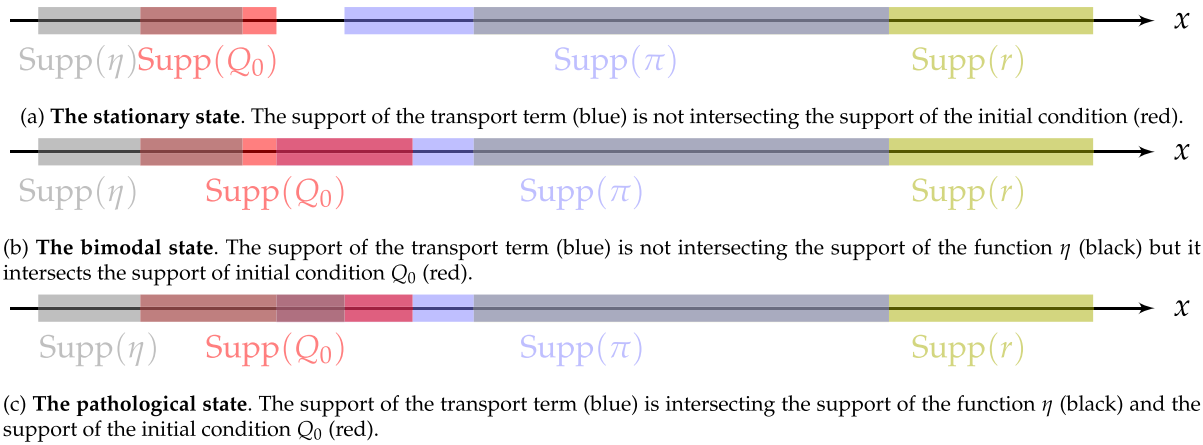 x
Supp(η) Supp(Q₀) Supp(π) Supp(r)
(a) The stationary state. The support of the transport term (blue) is not intersecting the support of the initial condition (red).
x
Supp(η) Supp(Q₀) Supp(π) Supp(r)
(b) The bimodal state. The support of the transport term (blue) is not intersecting the support of the function η (black) but it
intersects the support of initial condition Q₀ (red).
x
Supp(η) Supp(Q₀) Supp(π) Supp(r)
(c) The pathological state. The support of the transport term (blue) is intersecting the support of the function η (black) and the
support of the initial condition Q₀ (red).